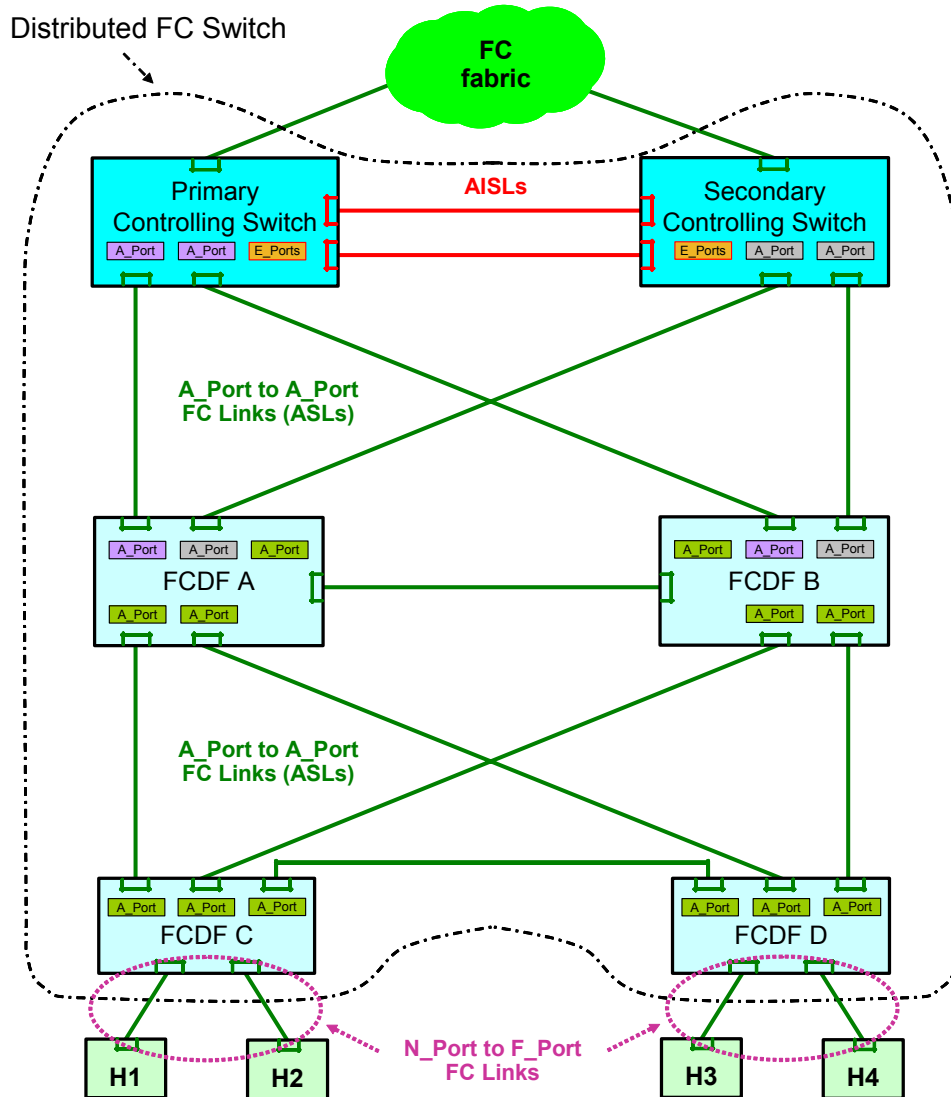 Distributed FC Switch
FC
fabric
Primary
Controlling Switch
A_Port
A_Port
E_Ports
AISLs
Secondary
Controlling Switch
E_Ports
A_Port
A_Port
A_Port to A_Port
FC Links (ASLs)
A_Port
A_Port
A_Port
FCDF A
A_Port
A_Port
A_Port
A_Port
A_Port
FCDF B
A_Port
A_Port
A_Port to A_Port
FC Links (ASLs)
A_Port
A_Port
A_Port
FCDF C
A_Port
A_Port
A_Port
FCDF D
N_Port to F_Port
FC Links
H1
H2
H3
H4